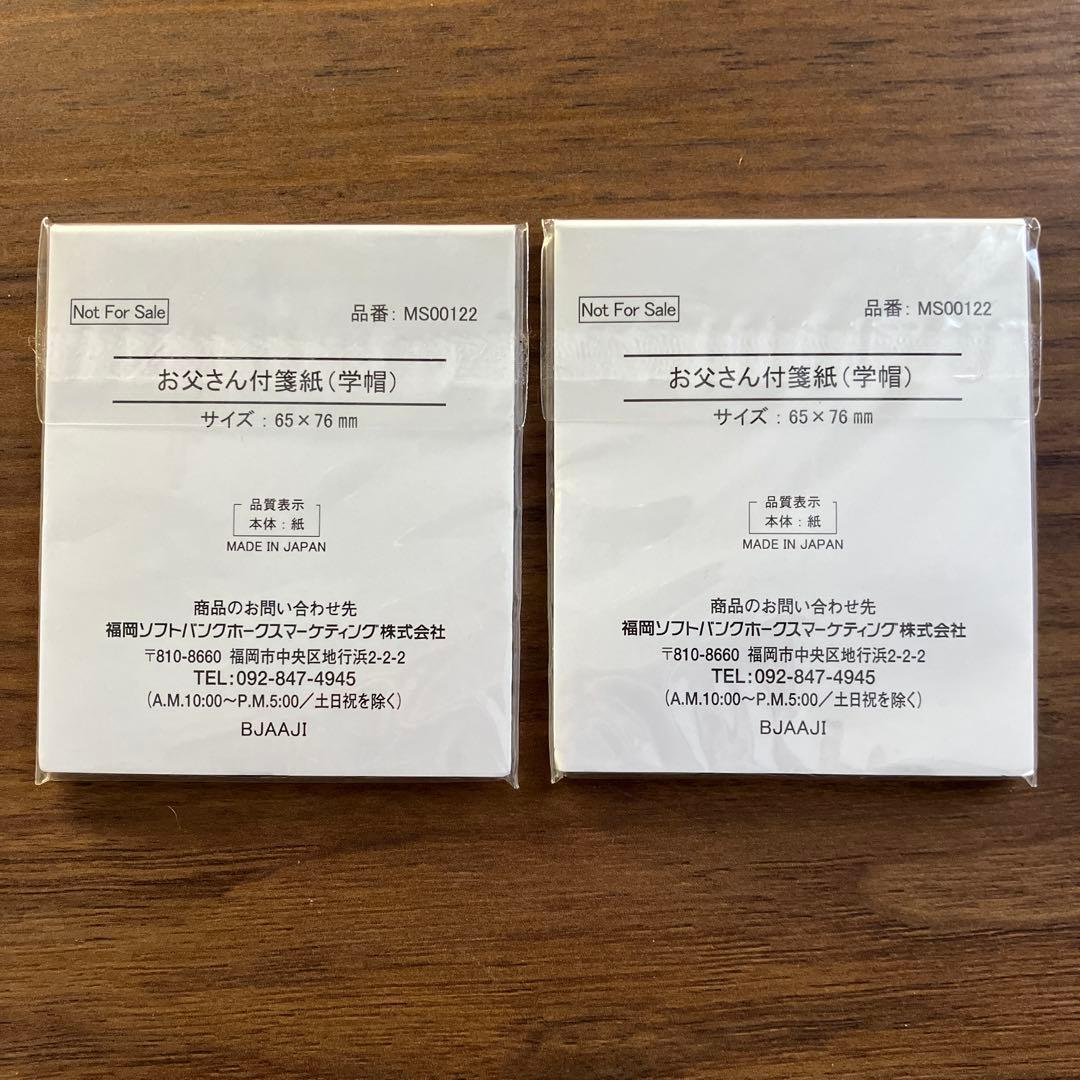 Not For Sale
品番: MS00122
お父さん付箋紙(学帽)
サイズ : 65×76㎜
品質表示
本体 : 紙
MADE IN JAPAN
商品のお問い合わせ先
福岡ソフトバンクホークスマーケティング株式会社
〒810-8660 福岡市中央区地行浜2-2-2
TEL:092-847-4945
(A.M.10:00~P.M.5:00/土日祝を除く)
BJAAJI
Not For Sale
品番: MS00122
お父さん付箋紙(学帽)
サイズ : 65×76㎜
品質表示
本体 : 紙
MADE IN JAPAN
商品のお問い合わせ先
福岡ソフトバンクホークスマーケティング株式会社
〒810-8660 福岡市中央区地行浜2-2-2
TEL:092-847-4945
(A.M.10:00~P.M.5:00/土日祝を除く)
BJAAJI